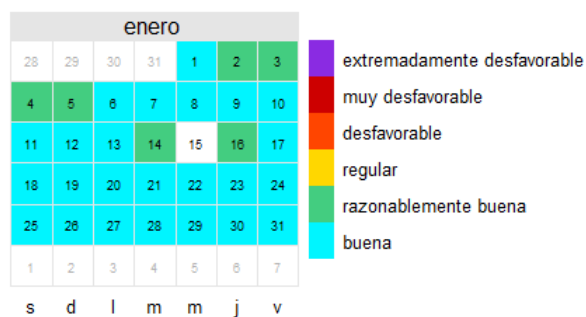 enero
28 29 30 31 1 2 3
4 5 6 7 8 9 10
11 12 13 14 15 16 17
18 19 20 21 22 23 24
25 26 27 28 29 30 31
1 2 3 4 5 6 7
s d l m m j v
extremadamente desfavorable
muy desfavorable
desfavorable
regular
razonablemente buena
buena